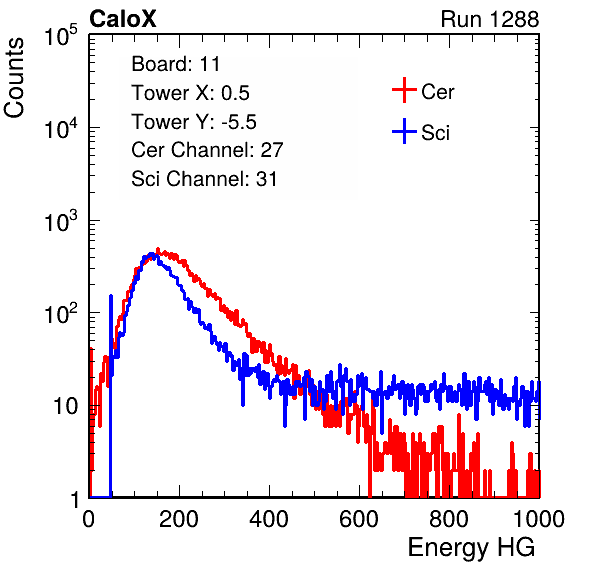 CaloX Run 1288
Counts
Board: 11
Tower X: 0.5
Tower Y: -5.5
Cer Channel: 27
Sci Channel: 31
Cer
Sci
10^5
10^4
10^3
10^2
10
1
0 200 400 600 800 1000
Energy HG